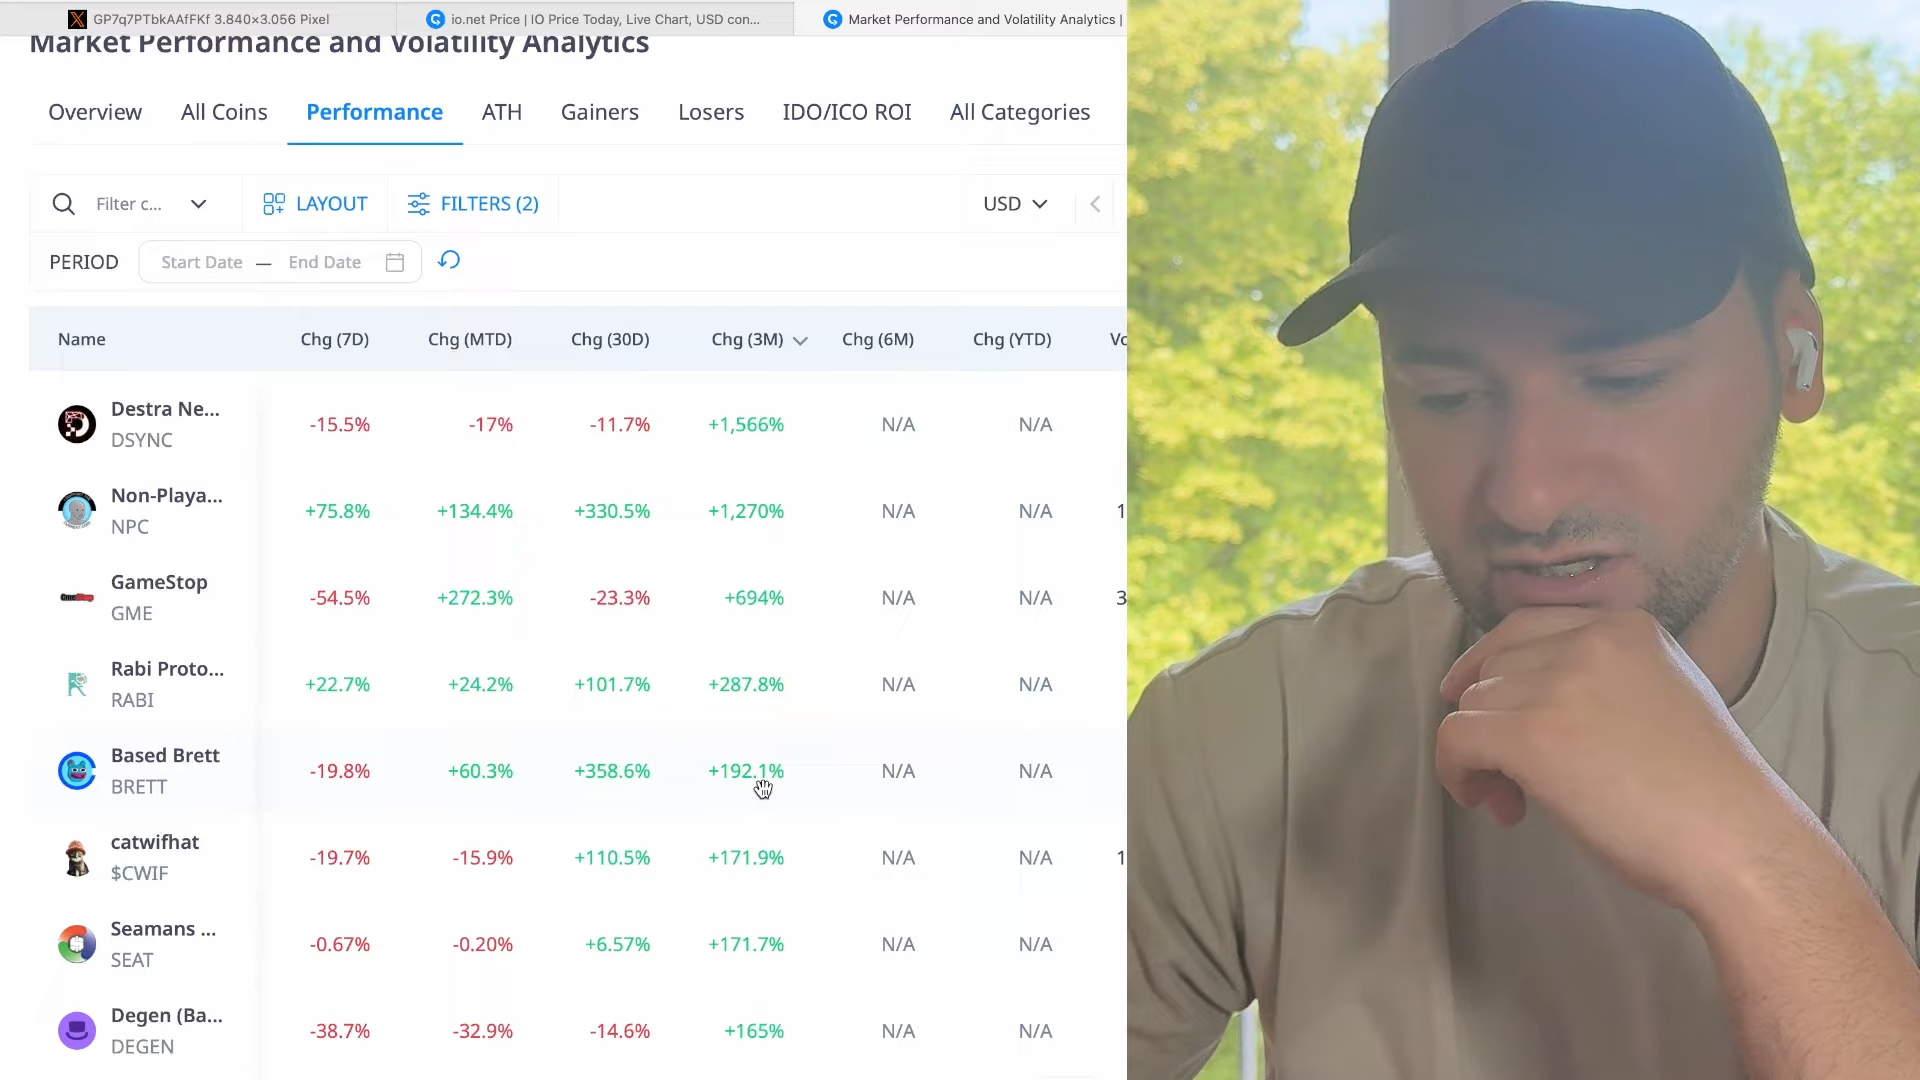 GP7q7PTbkAAfFKf 3.840×3.056 Pixel
io.net Price | IO Price Today, Live Chart, USD con...
Market Performance and Volatility Analytics |
Market Performance and Volatility Analytics
Overview All Coins Performance ATH Gainers Losers IDO/ICO ROI All Categories
Filter c... LAYOUT FILTERS (2) USD
PERIOD Start Date — End Date
Name Chg (7D) Chg (MTD) Chg (30D) Chg (3M) Chg (6M) Chg (YTD)
Destra Ne...
DSYNC
-15.5% -17% -11.7% +1,566% N/A N/A
Non-Playa...
NPC
+75.8% +134.4% +330.5% +1,270% N/A N/A 1
GameStop
GME
-54.5% +272.3% -23.3% +694% N/A N/A 3
Rabi Proto...
RABI
+22.7% +24.2% +101.7% +287.8% N/A N/A
Based Brett
BRETT
-19.8% +60.3% +358.6% +192.1% N/A N/A
catwifhat
$CWIF
-19.7% -15.9% +110.5% +171.9% N/A N/A 1
Seamans ...
SEAT
-0.67% -0.20% +6.57% +171.7% N/A N/A
Degen (Ba...
DEGEN
-38.7% -32.9% -14.6% +165% N/A N/A